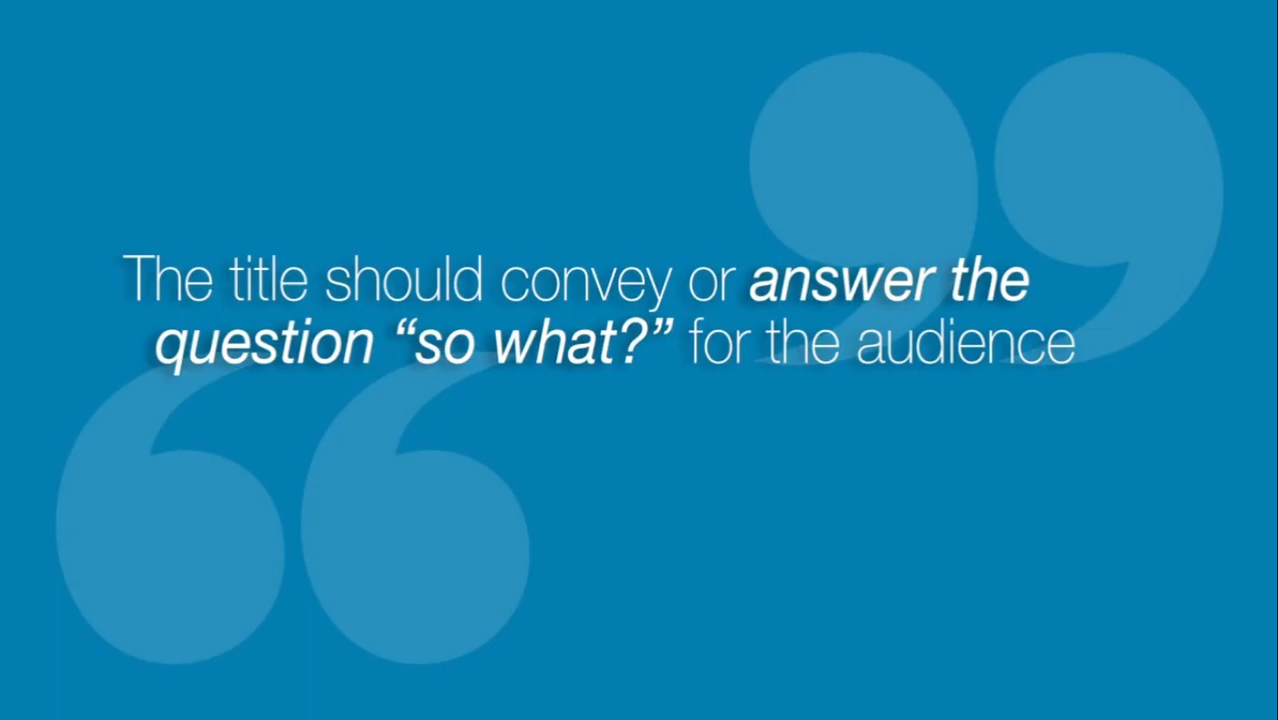 The title should convey or answer the
question “so what?” for the audience